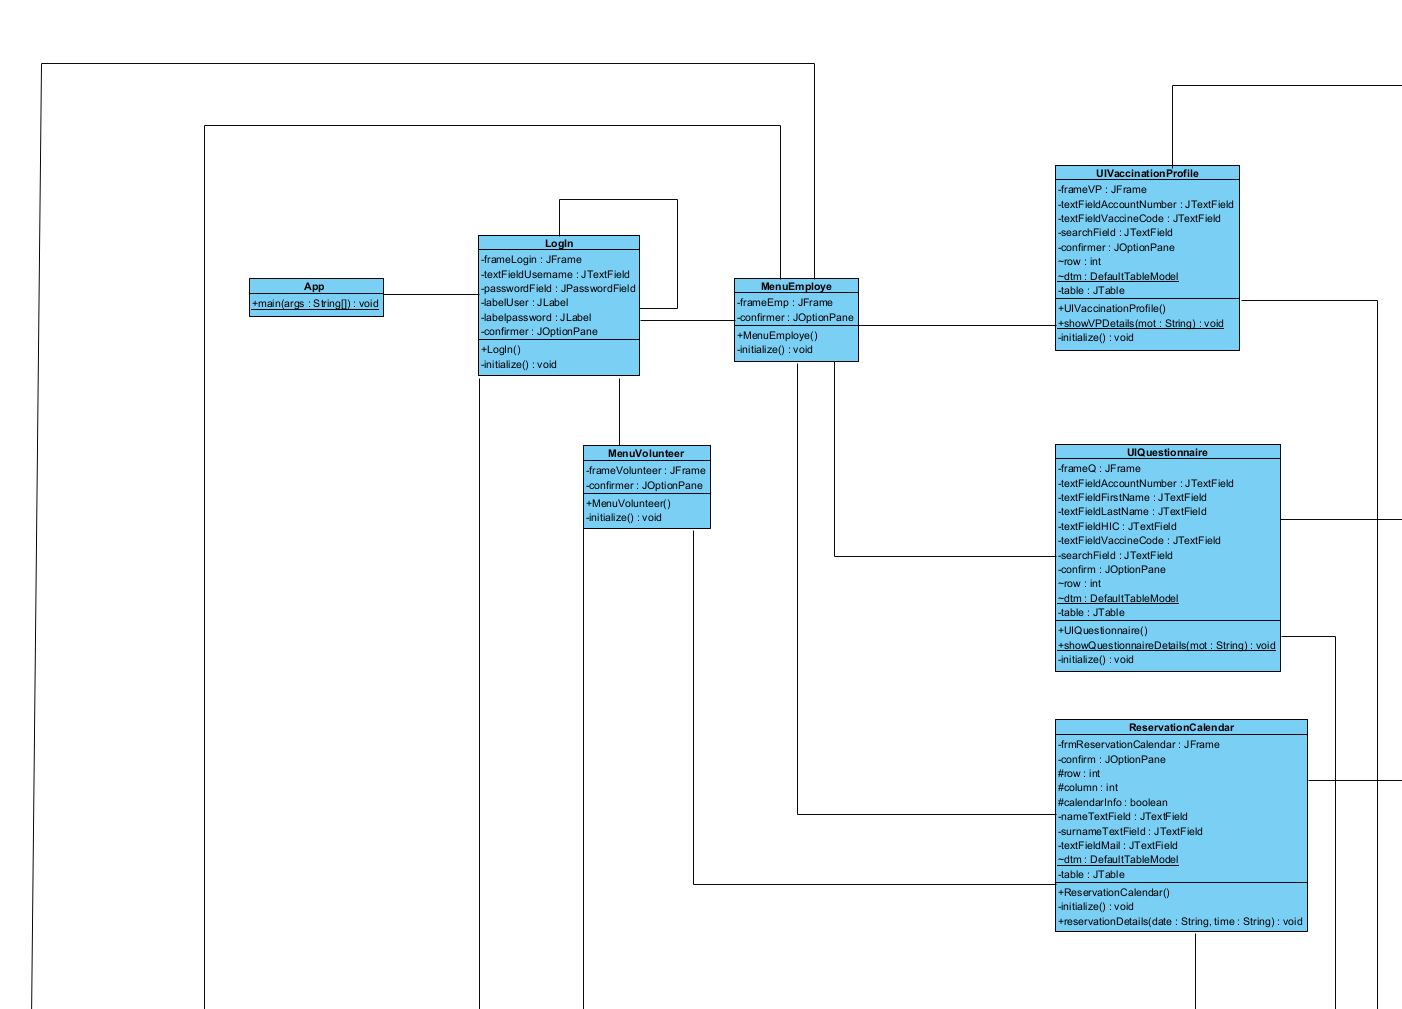 App
+main(args : String[]) : void
LogIn
-frameLogin : JFrame
-textFieldUsername : JTextField
-passwordField : JPasswordField
-labelUser : JLabel
-labelpassword : JLabel
-confirmer : JOptionPane
+LogIn()
-initialize() : void
MenuEmploye
-frameEmp : JFrame
-confirmer : JOptionPane
+MenuEmploye()
-initialize() : void
UIVaccinationProfile
-frameVP : JFrame
-textFieldAccountNumber : JTextField
-textFieldVaccineCode : JTextField
-searchField : JTextField
-confirmer : JOptionPane
~row : int
~dtm : DefaultTableModel
-table : JTable
+UIVaccinationProfile()
+showVPDetails(mot : String) : void
-initialize() : void
MenuVolunteer
-frameVolunteer : JFrame
-confirmer : JOptionPane
+MenuVolunteer()
-initialize() : void
UIQuestionnaire
-frameQ : JFrame
-textFieldAccountNumber : JTextField
-textFieldFirstName : JTextField
-textFieldLastName : JTextField
-textFieldHIC : JTextField
-textFieldVaccineCode : JTextField
-searchField : JTextField
-confirm : JOptionPane
~row : int
~dtm : DefaultTableModel
-table : JTable
+UIQuestionnaire()
+showQuestionnaireDetails(mot : String) : void
-initialize() : void
ReservationCalendar
-frmReservationCalendar : JFrame
-confirm : JOptionPane
#row : int
#column : int
#calendarInfo : boolean
-nameTextField : JTextField
-surnameTextField : JTextField
-textFieldMail : JTextField
~dtm : DefaultTableModel
-table : JTable
+ReservationCalendar()
-initialize() : void
+reservationDetails(date : String, time : String) : void